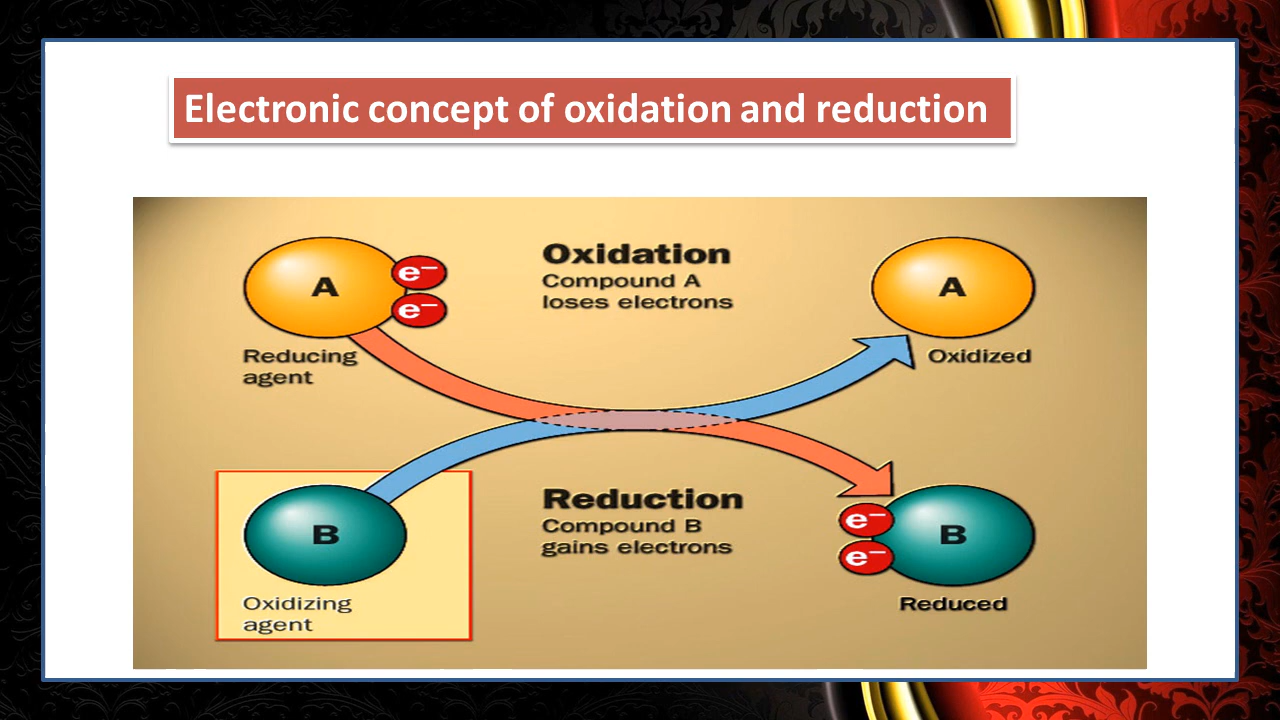 Electronic concept of oxidation and reduction
A
e−
e−
Reducing
agent
Oxidation
Compound A
loses electrons
A
Oxidized
B
Oxidizing
agent
Reduction
Compound B
gains electrons
e−
e−
B
Reduced